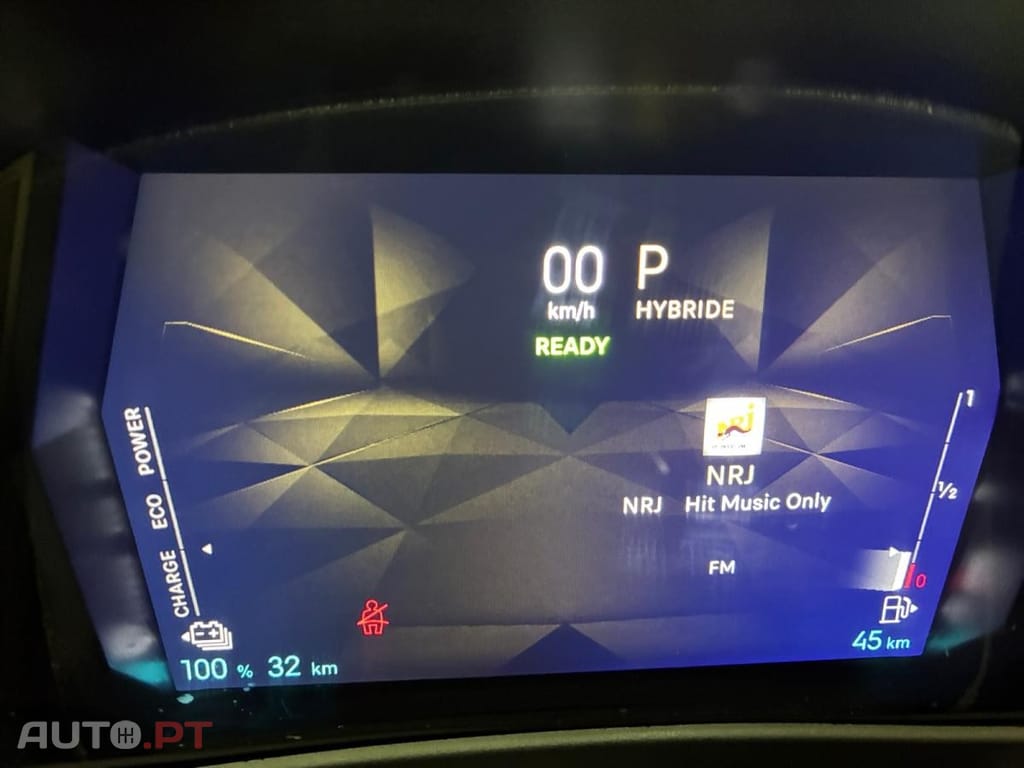 00 P
km/h HYBRIDE
READY
POWER
ECO
CHARGE
1
1/2
0
nrj
NRJ
NRJ Hit Music Only
FM
100 % 32 km
45 km
AUTO.PT